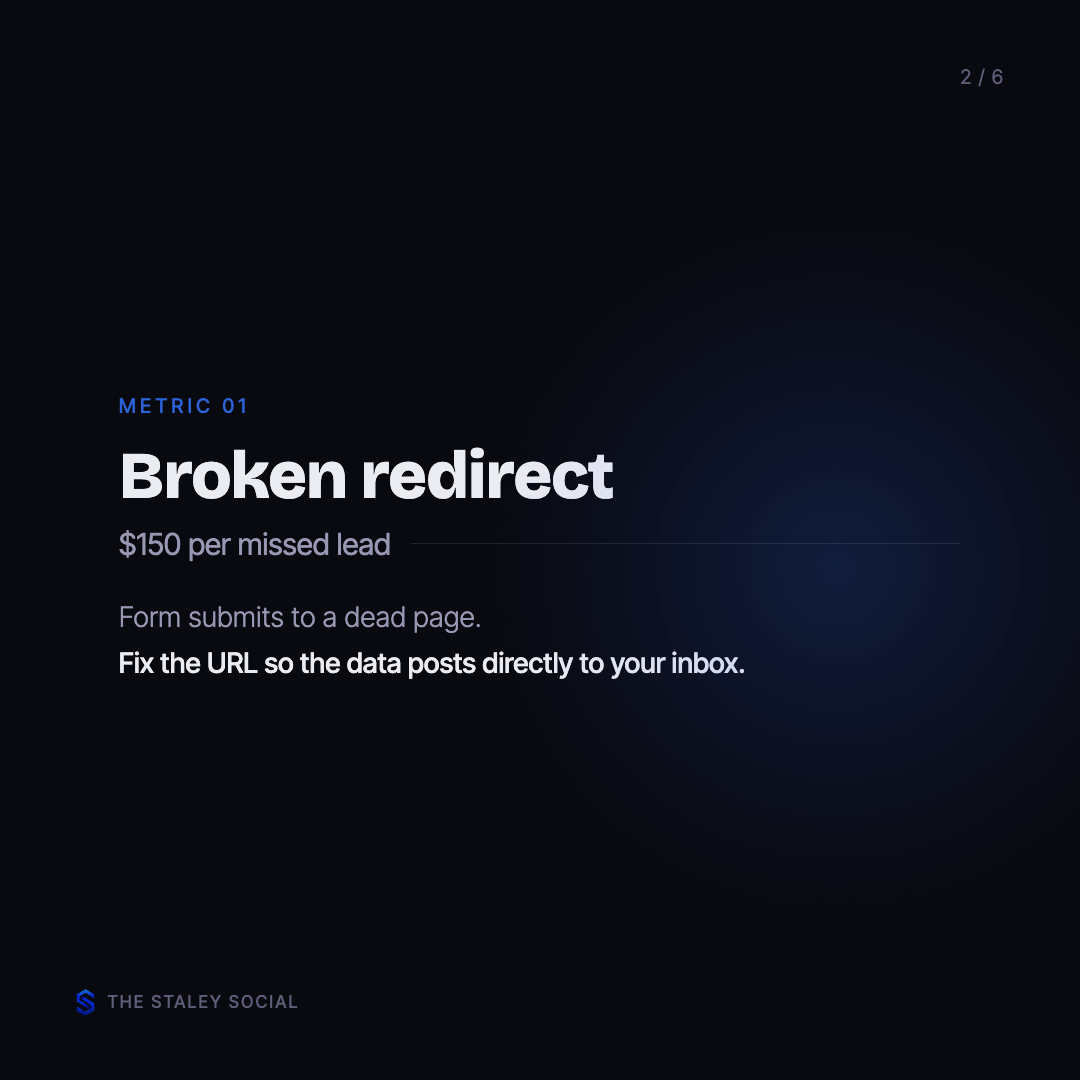 2 / 6
METRIC 01
Broken redirect
$150 per missed lead
Form submits to a dead page.
Fix the URL so the data posts directly to your inbox.
THE STALEY SOCIAL